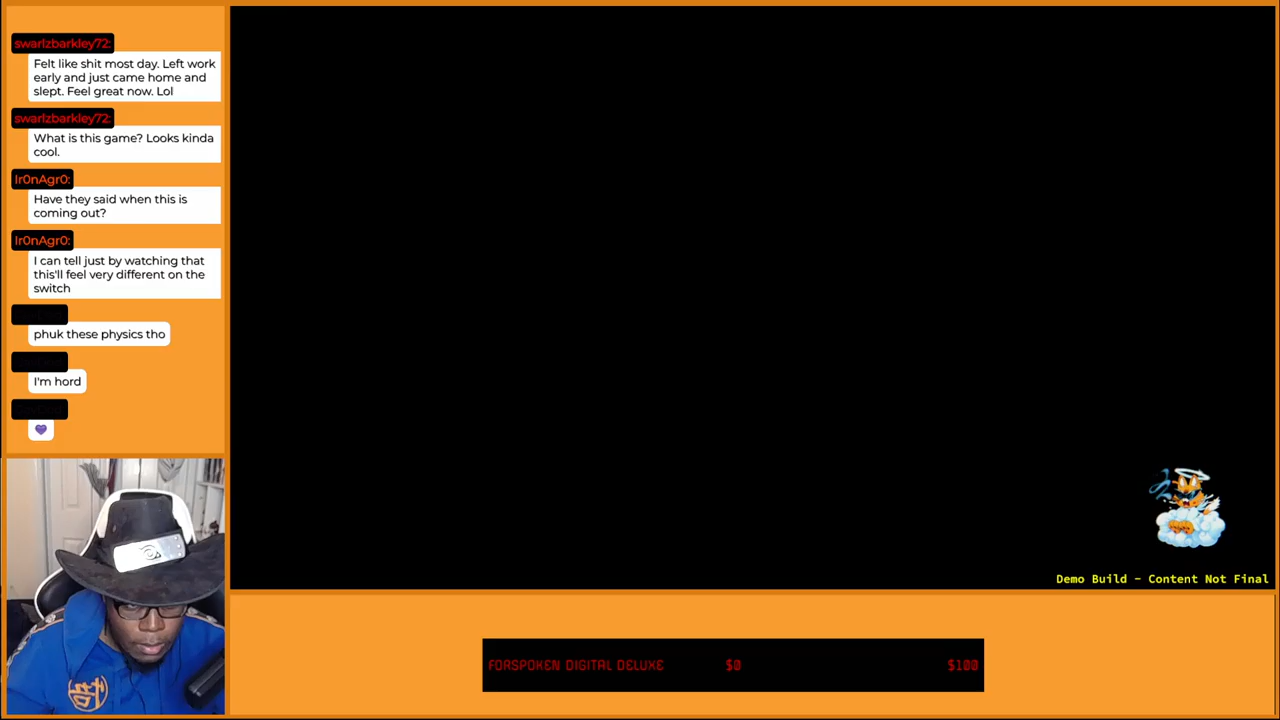 swarlzbarkley72:
Felt like shit most day. Left work
early and just came home and
slept. Feel great now. Lol
swarlzbarkley72:
What is this game? Looks kinda
cool.
Ir0nAgr0:
Have they said when this is
coming out?
Ir0nAgr0:
I can tell just by watching that
this'll feel very different on the
switch
phuk these physics tho
I'm hord
Demo Build - Content Not Final
FORSPOKEN DIGITAL DELUXE $0 $100